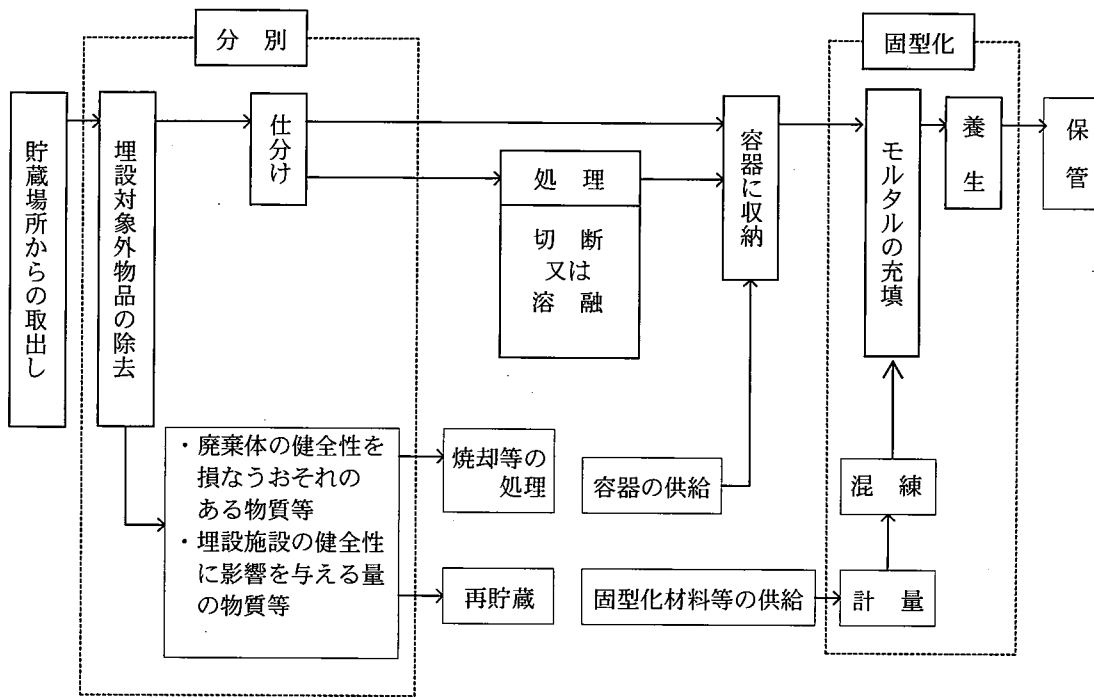 分 別
固型化
貯蔵場所からの取出し
埋設対象外物品の除去
仕分け
処 理
切 断
又は
溶 融
容器に収納
モルタルの充填
養生
保管
・廃棄体の健全性を
損なうおそれの
ある物質等
・埋設施設の健全性
に影響を与える量
の物質等
焼却等の
処理
再貯蔵
容器の供給
固型化材料等の供給
混 練
計 量